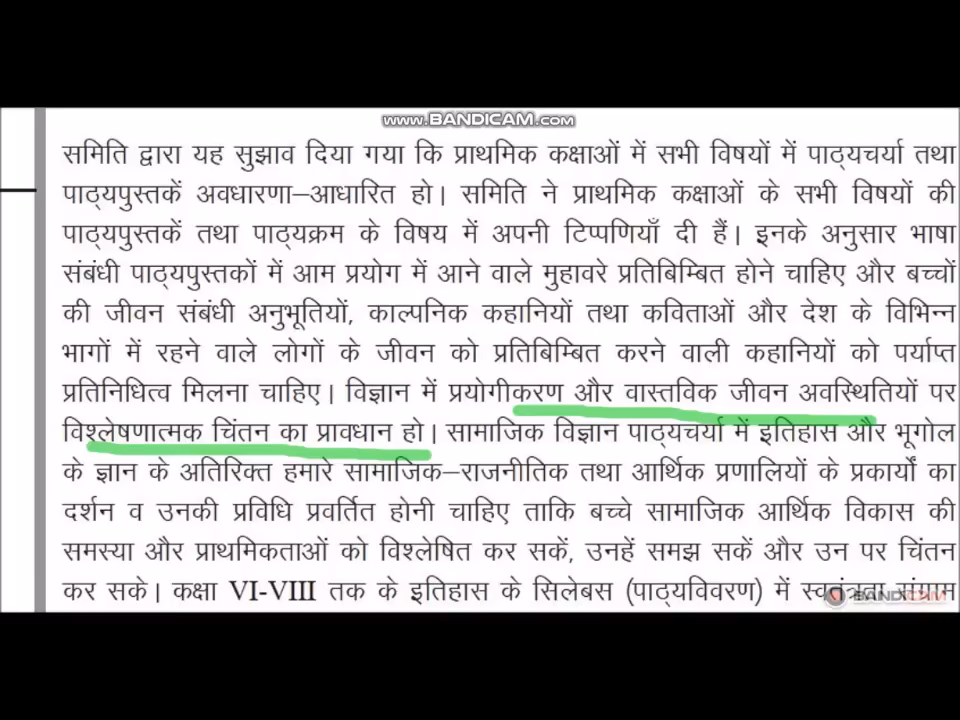 www.BANDICAM.com
समिति द्वारा यह सुझाव दिया गया कि प्राथमिक कक्षाओं में सभी विषयों में पाठ्यचर्या तथा
पाठ्यपुस्तकें अवधारणा–आधारित हो। समिति ने प्राथमिक कक्षाओं के सभी विषयों की
पाठ्यपुस्तकें तथा पाठ्यक्रम के विषय में अपनी टिप्पणियाँ दी हैं। इनके अनुसार भाषा
संबंधी पाठ्यपुस्तकों में आम प्रयोग में आने वाले मुहावरे प्रतिबिम्बित होने चाहिए और बच्चों
की जीवन संबंधी अनुभूतियों, काल्पनिक कहानियों तथा कविताओं और देश के विभिन्न
भागों में रहने वाले लोगों के जीवन को प्रतिबिम्बित करने वाली कहानियों को पर्याप्त
प्रतिनिधित्व मिलना चाहिए। विज्ञान में प्रयोगीकरण और वास्तविक जीवन अवस्थितियों पर
विश्लेषणात्मक चिंतन का प्रावधान हो। सामाजिक विज्ञान पाठ्यचर्या में इतिहास और भूगोल
के ज्ञान के अतिरिक्त हमारे सामाजिक–राजनीतिक तथा आर्थिक प्रणालियों के प्रकार्यों का
दर्शन व उनकी प्रविधि प्रवर्तित होनी चाहिए ताकि बच्चे सामाजिक आर्थिक विकास की
समस्या और प्राथमिकताओं को विश्लेषित कर सकें, उनहें समझ सकें और उन पर चिंतन
कर सके। कक्षा VI-VIII तक के इतिहास के सिलेबस (पाठ्यविवरण) में स्वतंत्रता संग्राम
BANDICAM